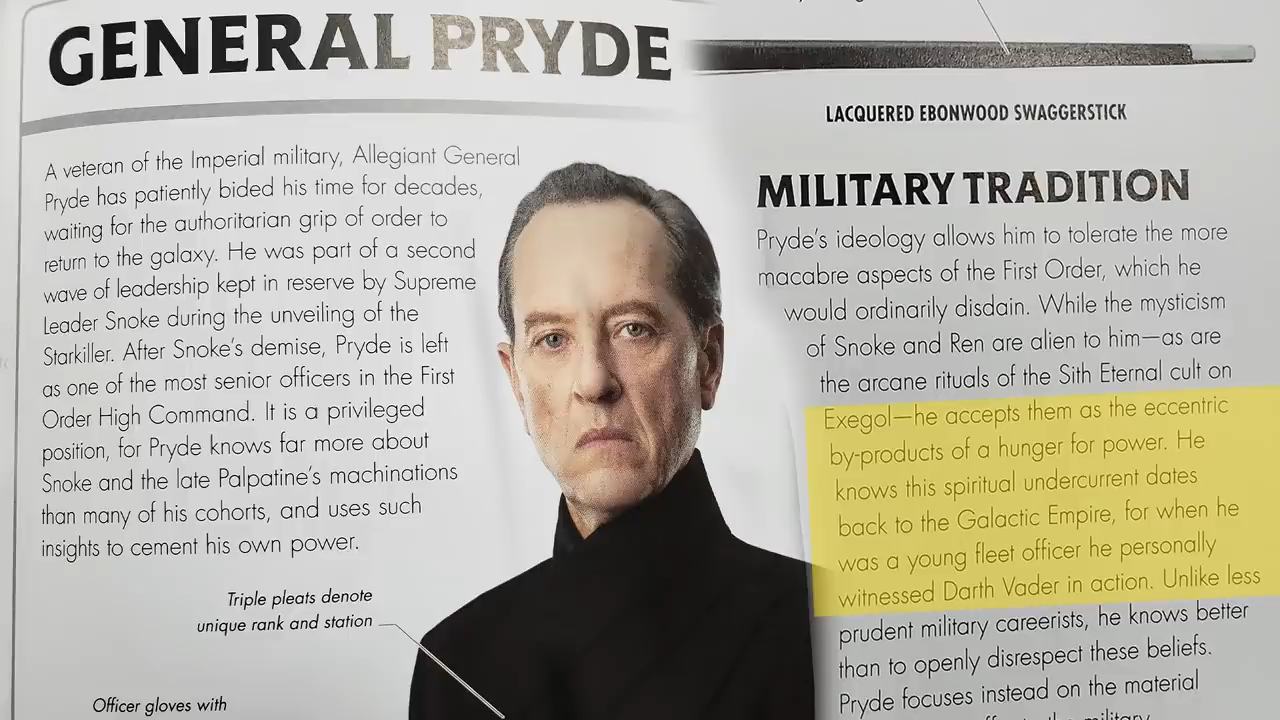 GENERAL PRYDE
A veteran of the Imperial military, Allegiant General
Pryde has patiently bided his time for decades,
waiting for the authoritarian grip of order to
return to the galaxy. He was part of a second
wave of leadership kept in reserve by Supreme
Leader Snoke during the unveiling of the
Starkiller. After Snoke's demise, Pryde is left
as one of the most senior officers in the First
Order High Command. It is a privileged
position, for Pryde knows far more about
Snoke and the late Palpatine's machinations
than many of his cohorts, and uses such
insights to cement his own power.
Triple pleats denote
unique rank and station
Officer gloves with
LACQUERED EBONWOOD SWAGGERSTICK
MILITARY TRADITION
Pryde's ideology allows him to tolerate the more
macabre aspects of the First Order, which he
would ordinarily disdain. While the mysticism
of Snoke and Ren are alien to him—as are
the arcane rituals of the Sith Eternal cult on
Exegol—he accepts them as the eccentric
by-products of a hunger for power. He
knows this spiritual undercurrent dates
back to the Galactic Empire, for when he
was a young fleet officer he personally
witnessed Darth Vader in action. Unlike less
prudent military careerists, he knows better
than to openly disrespect these beliefs.
Pryde focuses instead on the material
the military